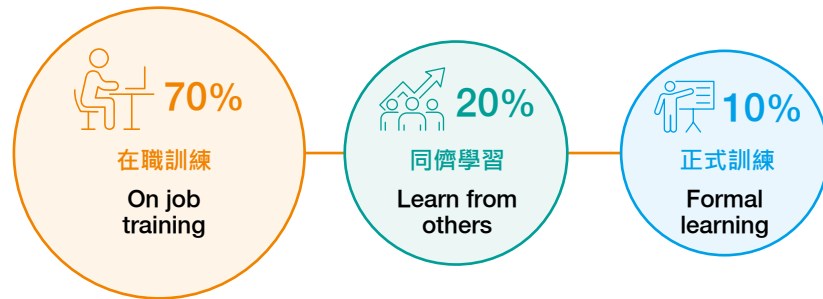 70%
在職訓練
On job
training
20%
同儕學習
Learn from
others
10%
正式訓練
Formal
learning